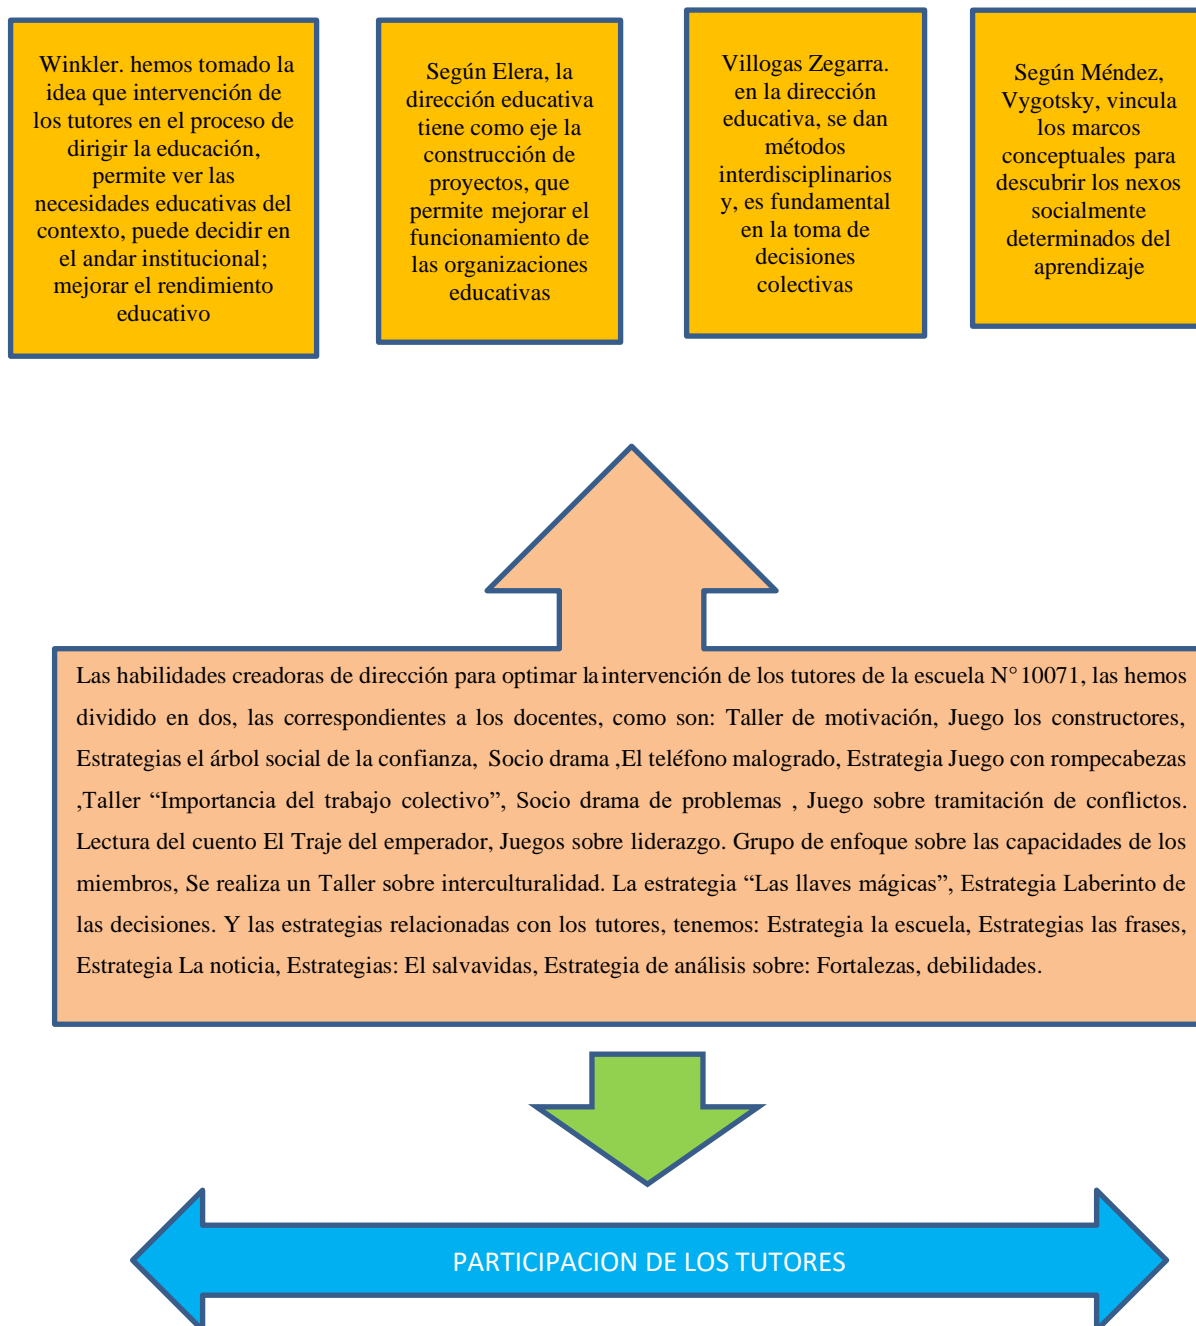 Winkler. hemos tomado la
idea que intervención de
los tutores en el proceso de
dirigir la educación,
permite ver las
necesidades educativas del
contexto, puede decidir en
el andar institucional;
mejorar el rendimiento
educativo
Según Elera, la
dirección educativa
tiene como eje la
construcción de
proyectos, que
permite mejorar el
funcionamiento de
las organizaciones
educativas
Villogas Zegarra.
en la dirección
educativa, se dan
métodos
interdisciplinarios
y, es fundamental
en la toma de
decisiones
colectivas
Según Méndez,
Vygotsky, vincula
los marcos
conceptuales para
descubrir los nexos
socialmente
determinados del
aprendizaje
Las habilidades creadoras de dirección para optimar la intervención de los tutores de la escuela N° 10071, las hemos
dividido en dos, las correspondientes a los docentes, como son: Taller de motivación, Juego los constructores,
Estrategias el árbol social de la confianza, Socio drama ,El teléfono malogrado, Estrategia Juego con rompecabezas
,Taller “Importancia del trabajo colectivo”, Socio drama de problemas , Juego sobre tramitación de conflictos.
Lectura del cuento El Traje del emperador, Juegos sobre liderazgo. Grupo de enfoque sobre las capacidades de los
miembros, Se realiza un Taller sobre interculturalidad. La estrategia “Las llaves mágicas”, Estrategia Laberinto de
las decisiones. Y las estrategias relacionadas con los tutores, tenemos: Estrategia la escuela, Estrategias las frases,
Estrategia La noticia, Estrategias: El salvavidas, Estrategia de análisis sobre: Fortalezas, debilidades.
PARTICIPACION DE LOS TUTORES